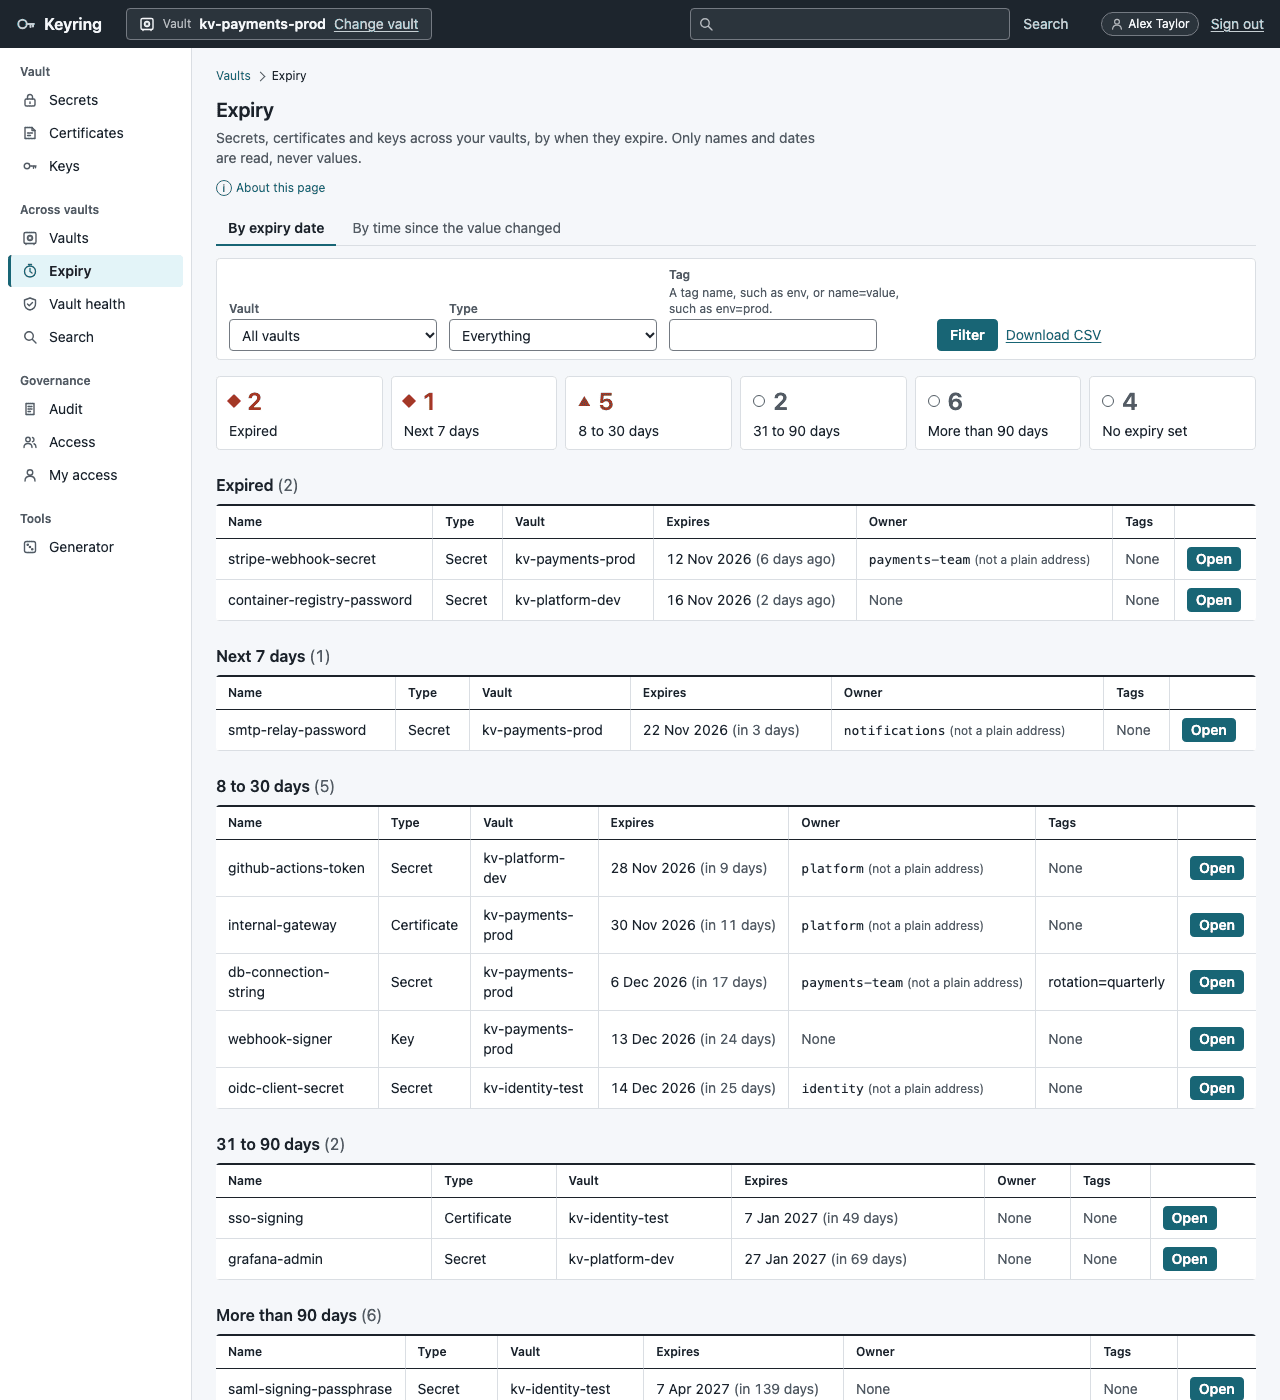 Keyring
Vault kv-payments-prod Change vault
Search
Alex Taylor
Sign out
Vault
Secrets
Certificates
Keys
Across vaults
Vaults
Expiry
Vault health
Search
Governance
Audit
Access
My access
Tools
Generator
Vaults > Expiry
Expiry
Secrets, certificates and keys across your vaults, by when they expire. Only names and dates
are read, never values.
About this page
By expiry date By time since the value changed
Vault
All vaults
Type
Everything
Tag
A tag name, such as env, or name=value,
such as env=prod.
Filter Download CSV
2
Expired
1
Next 7 days
5
8 to 30 days
2
31 to 90 days
6
More than 90 days
4
No expiry set
Expired (2)
Name Type Vault Expires Owner Tags
stripe-webhook-secret Secret kv-payments-prod 12 Nov 2026 (6 days ago) payments-team (not a plain address) None Open
container-registry-password Secret kv-platform-dev 16 Nov 2026 (2 days ago) None None Open
Next 7 days (1)
Name Type Vault Expires Owner Tags
smtp-relay-password Secret kv-payments-prod 22 Nov 2026 (in 3 days) notifications (not a plain address) None Open
8 to 30 days (5)
Name Type Vault Expires Owner Tags
github-actions-token Secret kv-platform-
dev 28 Nov 2026 (in 9 days) platform (not a plain address) None Open
internal-gateway Certificate kv-payments-
prod 30 Nov 2026 (in 11 days) platform (not a plain address) None Open
db-connection-
string Secret kv-payments-
prod 6 Dec 2026 (in 17 days) payments-team (not a plain address) rotation=quarterly Open
webhook-signer Key kv-payments-
prod 13 Dec 2026 (in 24 days) None None Open
oidc-client-secret Secret kv-identity-test 14 Dec 2026 (in 25 days) identity (not a plain address) None Open
31 to 90 days (2)
Name Type Vault Expires Owner Tags
sso-signing Certificate kv-identity-test 7 Jan 2027 (in 49 days) None None Open
grafana-admin Secret kv-platform-dev 27 Jan 2027 (in 69 days) None None Open
More than 90 days (6)
Name Type Vault Expires Owner Tags
saml-signing-passphrase Secret kv-identity-test 7 Apr 2027 (in 139 days) None None Open